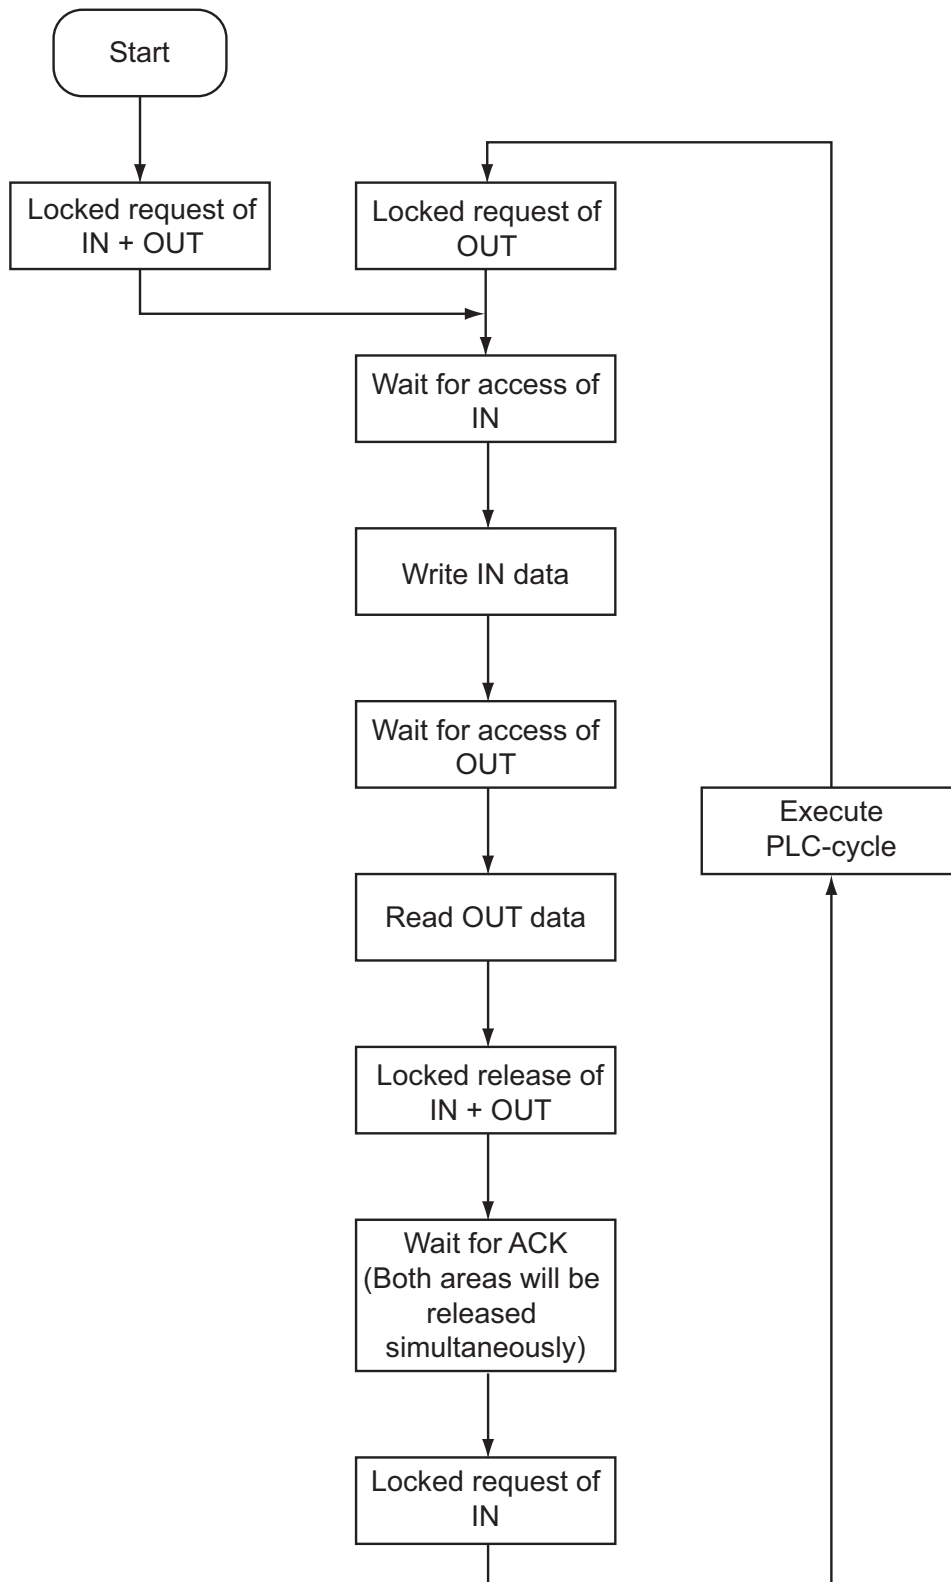 Start
Locked request of
IN + OUT
Locked request of
OUT
Wait for access of
IN
Write IN data
Wait for access of
OUT
Execute
PLC-cycle
Read OUT data
Locked release of
IN + OUT
Wait for ACK
(Both areas will be
released
simultaneously)
Locked request of
IN